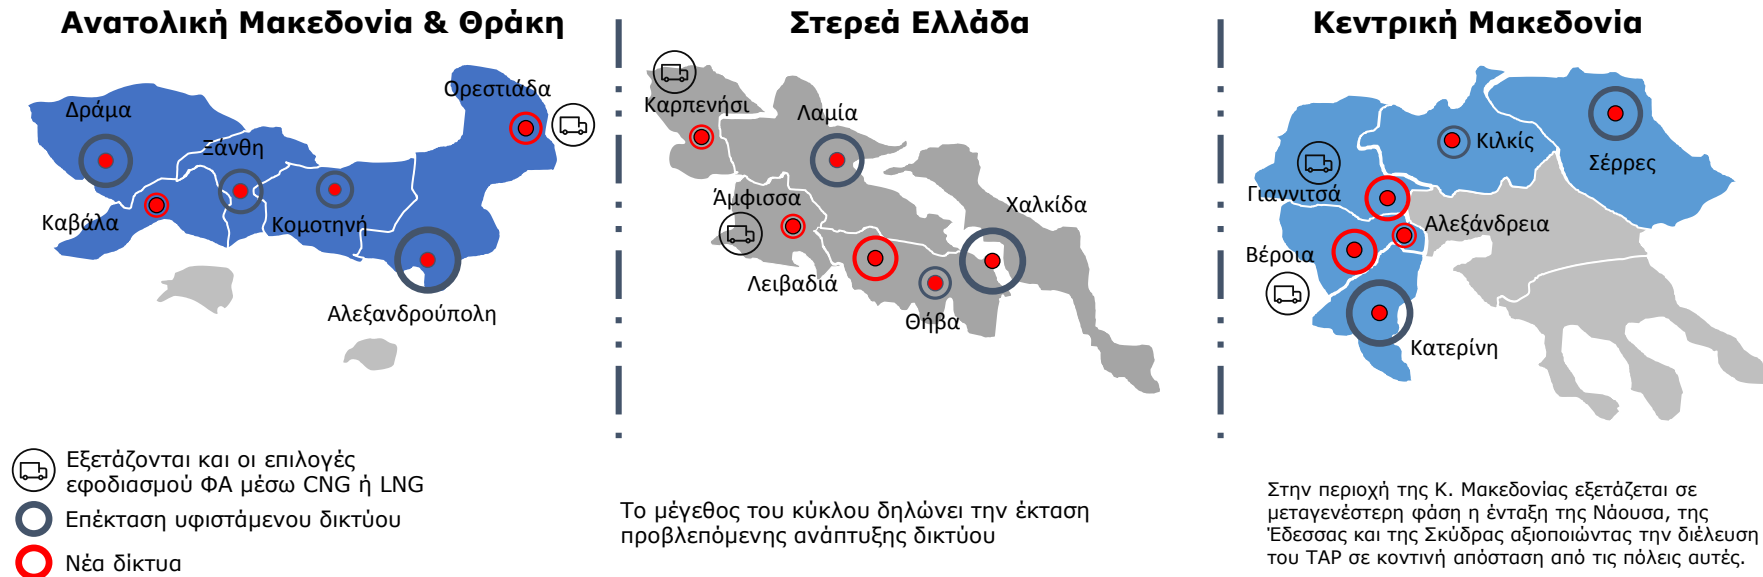 Ανατολική Μακεδονία & Θράκη
Δράμα
Ξάνθη
Ορεστιάδα
Καβάλα
Κομοτηνή
Αλεξανδρούπολη
Στερεά Ελλάδα
Καρπενήσι
Λαμία
Άμφισσα
Χαλκίδα
Λειβαδιά
Θήβα
Κεντρική Μακεδονία
Κιλκίς
Σέρρες
Γιαννιτσά
Αλεξάνδρεια
Βέροια
Κατερίνη
Εξετάζονται και οι επιλογές
εφοδιασμού ΦΑ μέσω CNG ή LNG
Επέκταση υφιστάμενου δικτύου
Νέα δίκτυα
Το μέγεθος του κύκλου δηλώνει την έκταση
προβλεπόμενης ανάπτυξης δικτύου
Στην περιοχή της Κ. Μακεδονίας εξετάζεται σε
μεταγενέστερη φάση η ένταξη της Νάουσα, της
Έδεσσας και της Σκύδρας αξιοποιώντας την διέλευση
του TAP σε κοντινή απόσταση από τις πόλεις αυτές.